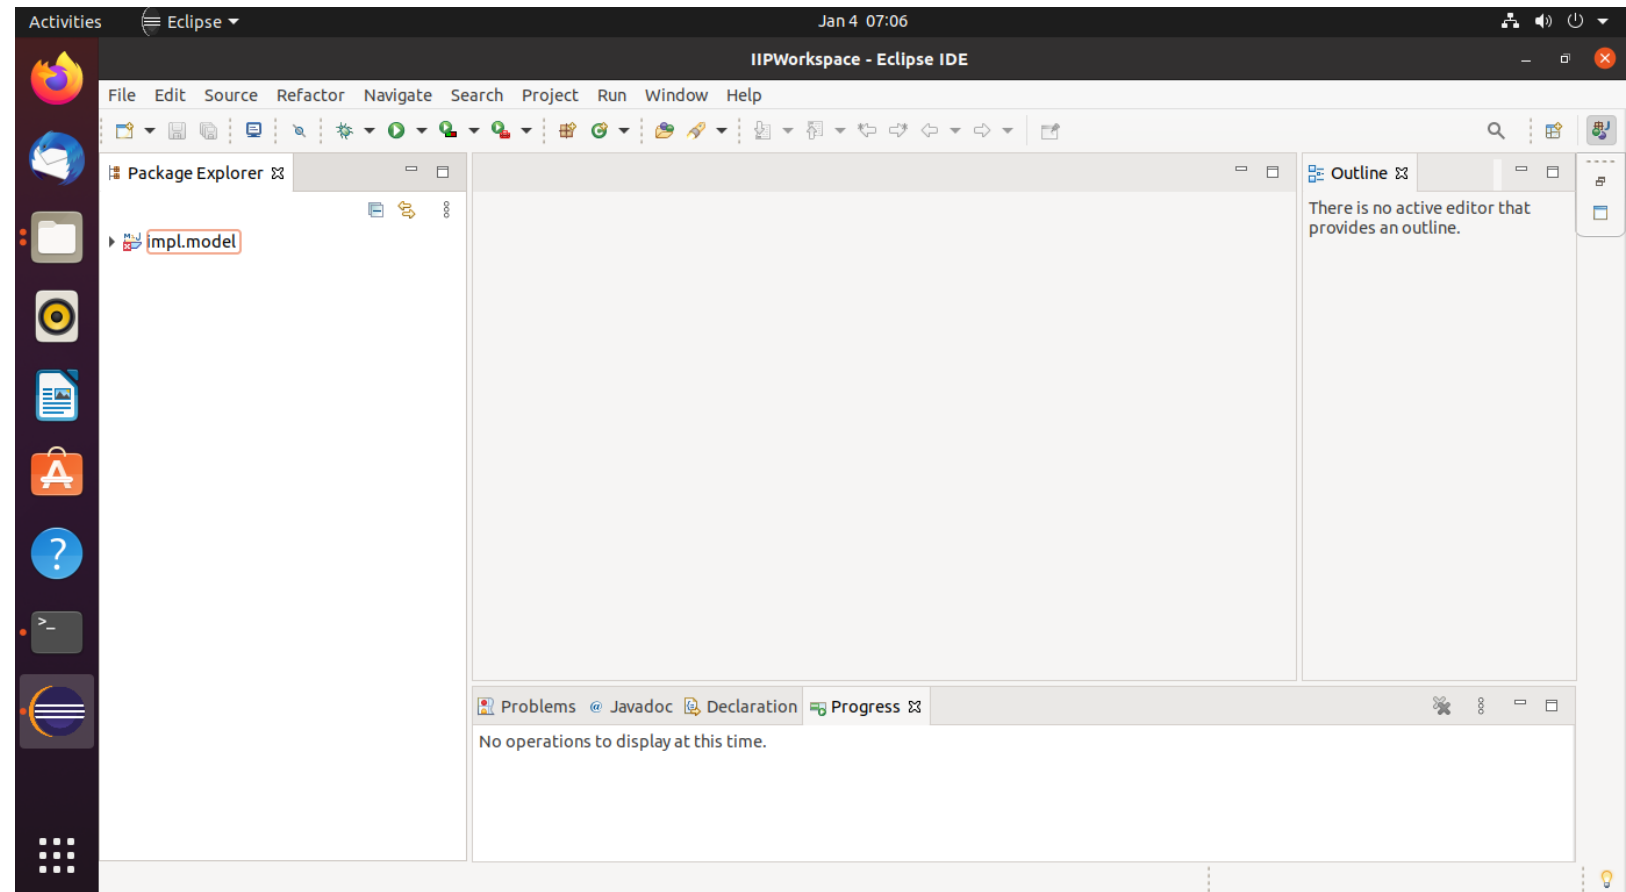 Activities Eclipse Jan 4 07:06
IIPWorkspace - Eclipse IDE
File Edit Source Refactor Navigate Search Project Run Window Help
Package Explorer
Outline
There is no active editor that
provides an outline.
impl.model
Problems @ Javadoc Declaration Progress
No operations to display at this time.